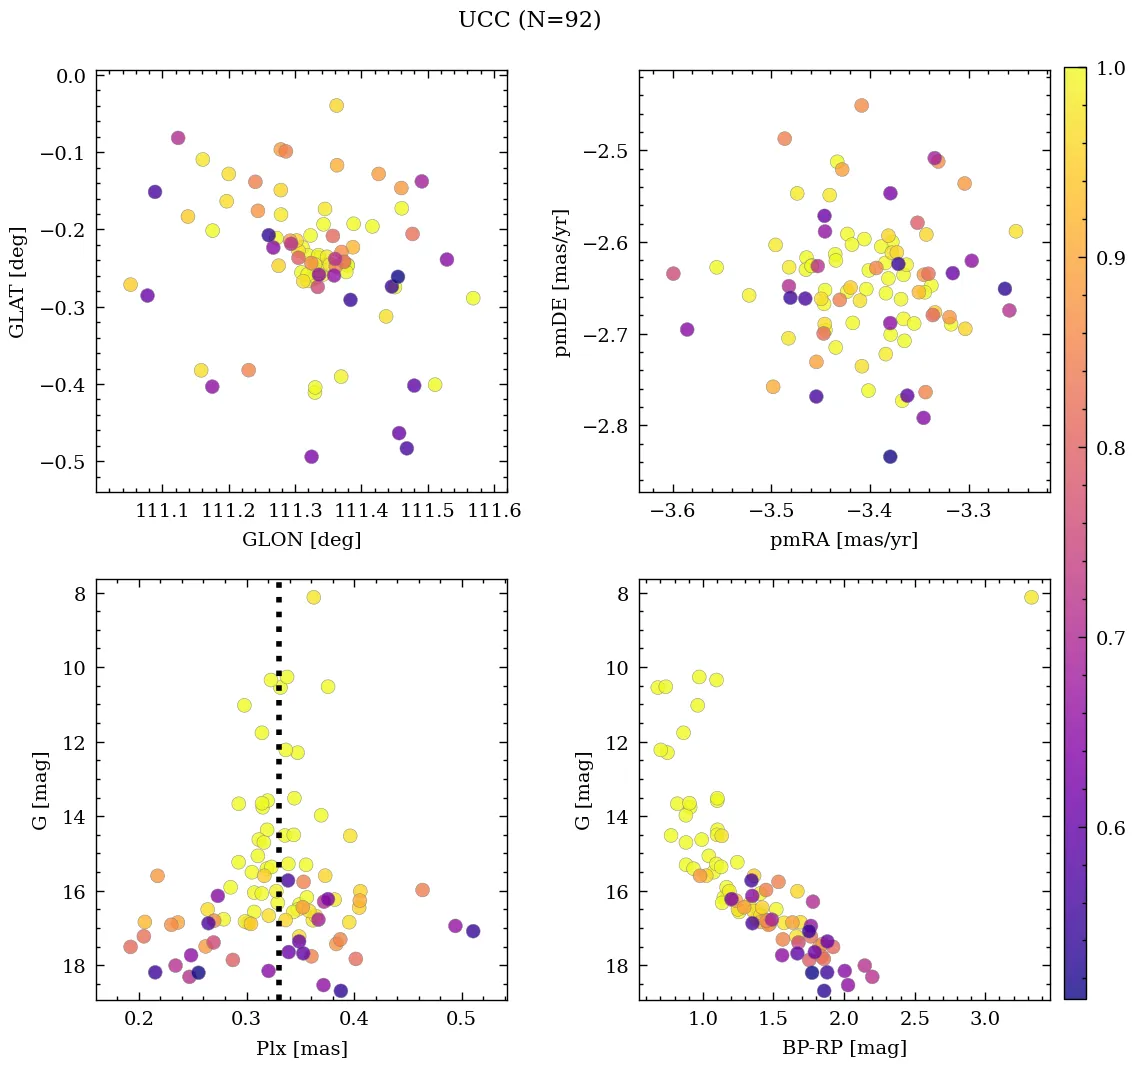 UCC (N=92)
0.0
−0.1
−0.2
−0.3
−0.4
−0.5
GLAT [deg]
111.1 111.2 111.3 111.4 111.5 111.6
GLON [deg]
−2.5
−2.6
−2.7
−2.8
pmDE [mas/yr]
−3.6 −3.5 −3.4 −3.3
pmRA [mas/yr]
8
10
12
14
16
18
G [mag]
0.2 0.3 0.4 0.5
Plx [mas]
8
10
12
14
16
18
G [mag]
1.0 1.5 2.0 2.5 3.0
BP-RP [mag]
1.0
0.9
0.8
0.7
0.6